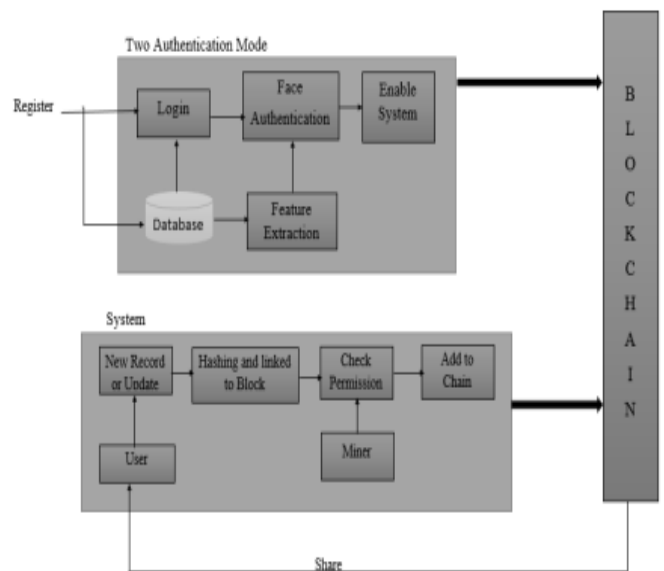 Two Authentication Mode
Register
Login
Face
Authentication
Enable
System
Database
Feature
Extraction
System
New Record
or Update
Hashing and linked
to Block
Check
Permission
Add to
Chain
User
Miner
Share
B
L
O
C
K
C
H
A
I
N